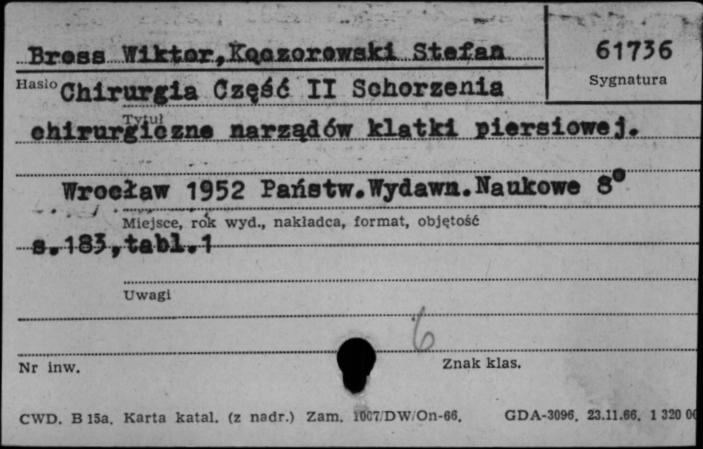 Bross Wiktor,Kączorowski Stefan
61736
Sygnatura
Hasło
Chirurgia Część II Schorzenia
Tytuł
chirurgiczne narządów klatki piersiowej.
Wrocław 1952 Państw.Wydawn.Naukowe 8°
Miejsce, rok wyd., nakładca, format, objętość
s.183,tabl.1
Uwagi
6
Nr inw.
Znak klas.
CWD. B 15a. Karta katal. (z nadr.) Zam. 1007/DW/On-66. GDA-3096. 23.11.66. 1 320 00